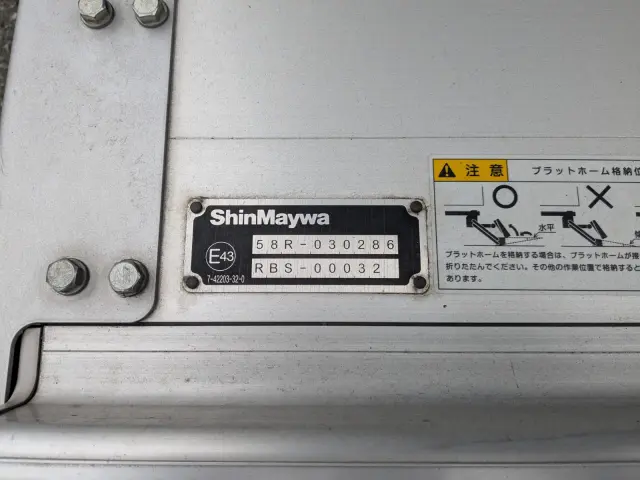 ShinMaywa
58R-030286
E43
RBS-00032
7-42203-32-0
注意
プラットホーム格納位
水平
プラットホームを格納する場合は、プラットホームが
折りたたんでください。その他の作業位置で格納すると
あります。